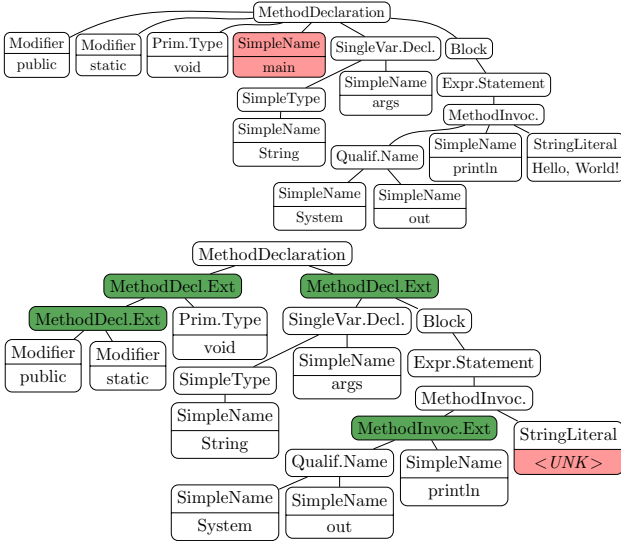 MethodDeclaration
Modifier
public
Modifier
static
Prim.Type
void
SimpleName
main
SingleVar.Decl.
Block
SimpleType
SimpleName
args
Expr.Statement
SimpleName
String
MethodInvoc.
Qualif.Name
SimpleName
println
StringLiteral
Hello, World!
SimpleName
System
SimpleName
out
MethodDeclaration
MethodDecl.Ext
MethodDecl.Ext
MethodDecl.Ext
Prim.Type
void
SingleVar.Decl.
Block
Modifier
public
Modifier
static
SimpleType
SimpleName
args
Expr.Statement
SimpleName
String
MethodInvoc.
MethodInvoc.Ext
StringLiteral
<UNK>
Qualif.Name
SimpleName
println
SimpleName
System
SimpleName
out